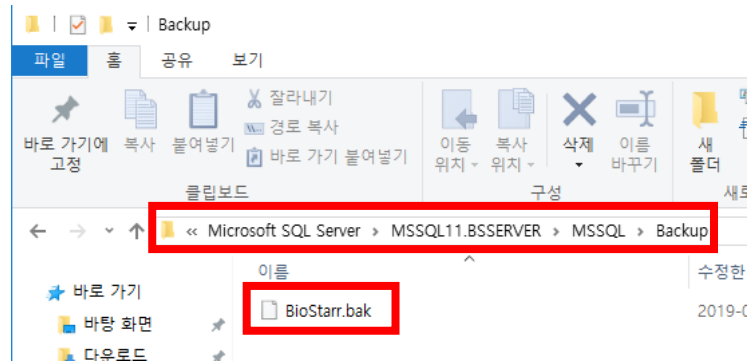 Backup
파일 홈 공유 보기
바로 가기에 고정
복사
붙여넣기
잘라내기
경로 복사
바로 가기 붙여넣기
이동 위치
복사 위치
삭제
이름 바꾸기
새 폴더
클립보드
구성
« Microsoft SQL Server > MSSQL11.BSSERVER > MSSQL > Backup
이름
수정한
바로 가기
BioStarr.bak
바탕 화면
다운로드